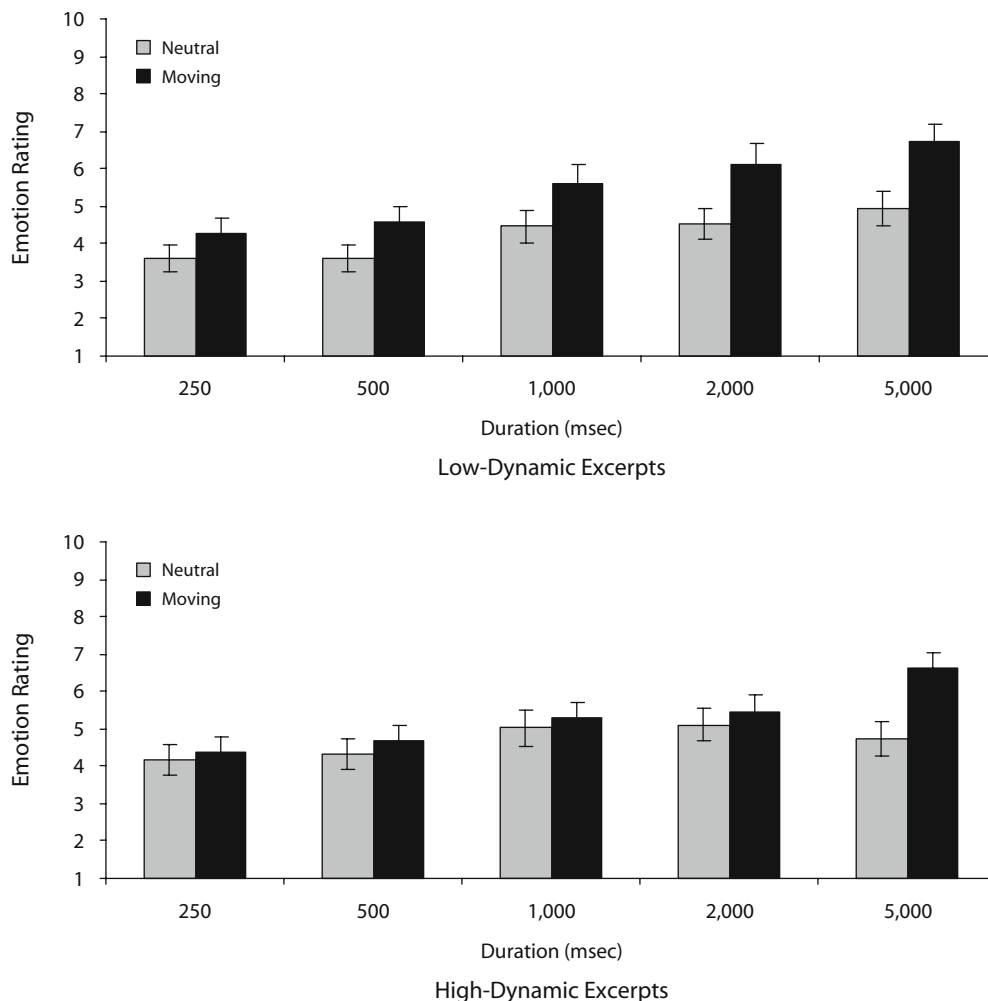 10
9
8
7
6
5
4
3
2
1
Emotion Rating
Neutral
Moving
250 500 1,000 2,000 5,000
Duration (msec)
Low-Dynamic Excerpts
10
9
8
7
6
5
4
3
2
1
Emotion Rating
Neutral
Moving
250 500 1,000 2,000 5,000
Duration (msec)
High-Dynamic Excerpts